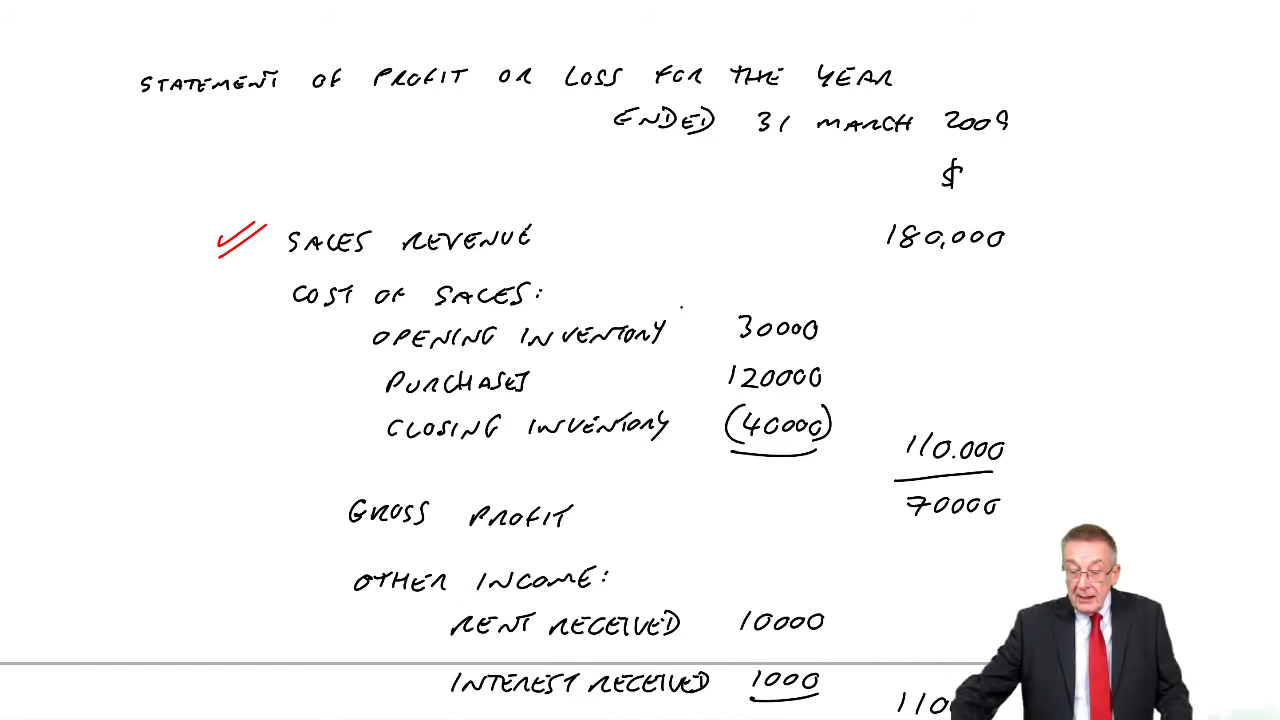 STATEMENT OF PROFIT OR LOSS FOR THE YEAR
ENDED 31 MARCH 2009
$
SALES REVENUE 180,000
COST OF SALES:
OPENING INVENTORY 30000
PURCHASES 120000
CLOSING INVENTORY (40000)
110.000
GROSS PROFIT 70000
OTHER INCOME:
RENT RECEIVED 10000
INTEREST RECEIVED 1000